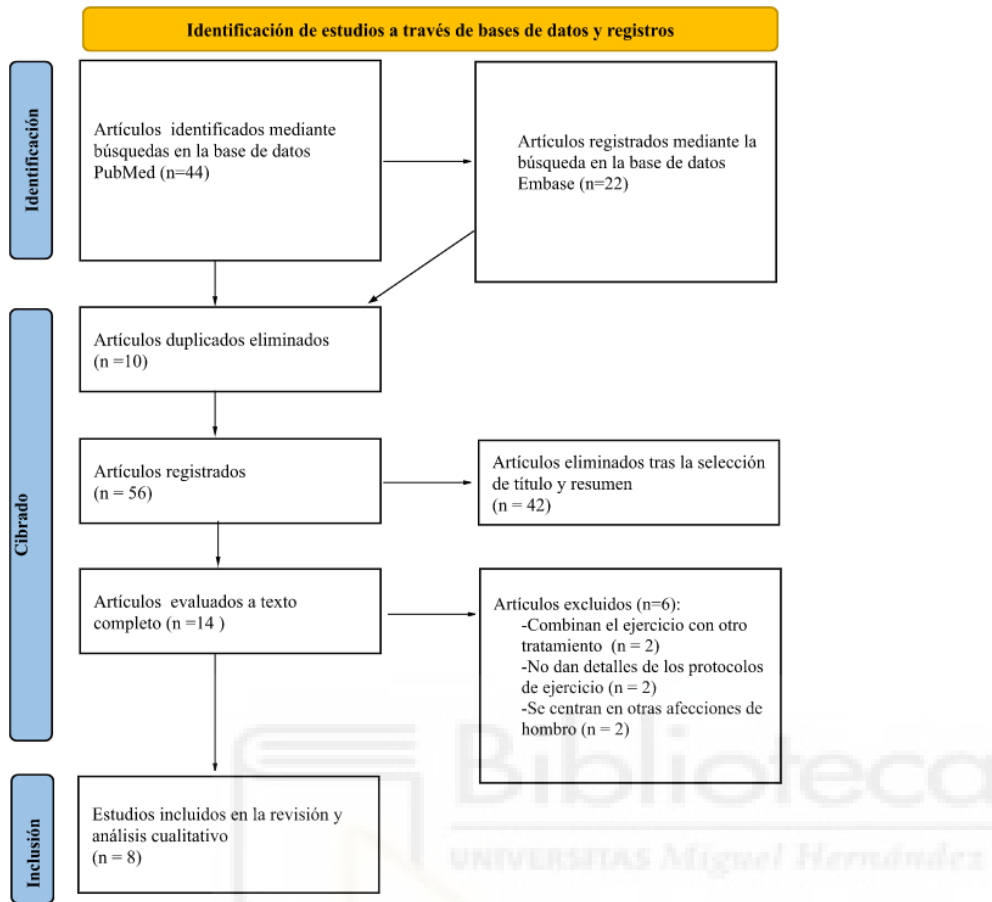 Identificación de estudios a través de bases de datos y registros
Identificación
Artículos identificados mediante
búsquedas en la base de datos
PubMed (n=44)
Artículos registrados mediante la
búsqueda en la base de datos
Embase (n=22)
Cibrado
Artículos duplicados eliminados
(n =10)
Artículos registrados
(n = 56)
Artículos eliminados tras la selección
de título y resumen
(n = 42)
Artículos evaluados a texto
completo (n =14 )
Artículos excluidos (n=6):
-Combinan el ejercicio con otro
tratamiento (n = 2)
-No dan detalles de los protocolos
de ejercicio (n = 2)
-Se centran en otras afecciones de
hombro (n = 2)
Inclusión
Estudios incluidos en la revisión y
análisis cualitativo
(n = 8)
Biblioteca
UNIVERSITAS Miguel Hernández